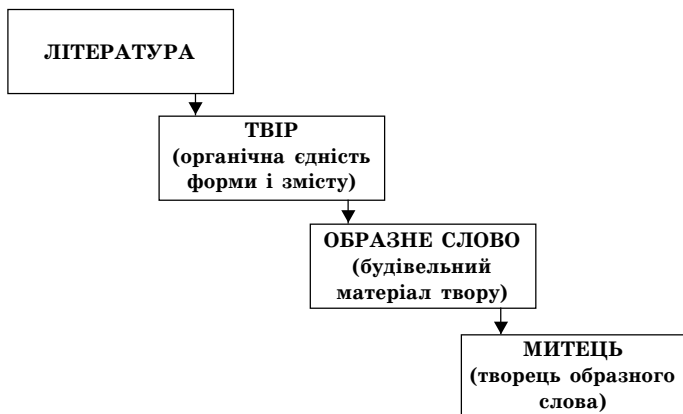 ЛІТЕРАТУРА
ТВІР
(органічна єдність
форми і змісту)
ОБРАЗНЕ СЛОВО
(будівельний
матеріал твору)
МИТЕЦЬ
(творець образного
слова)